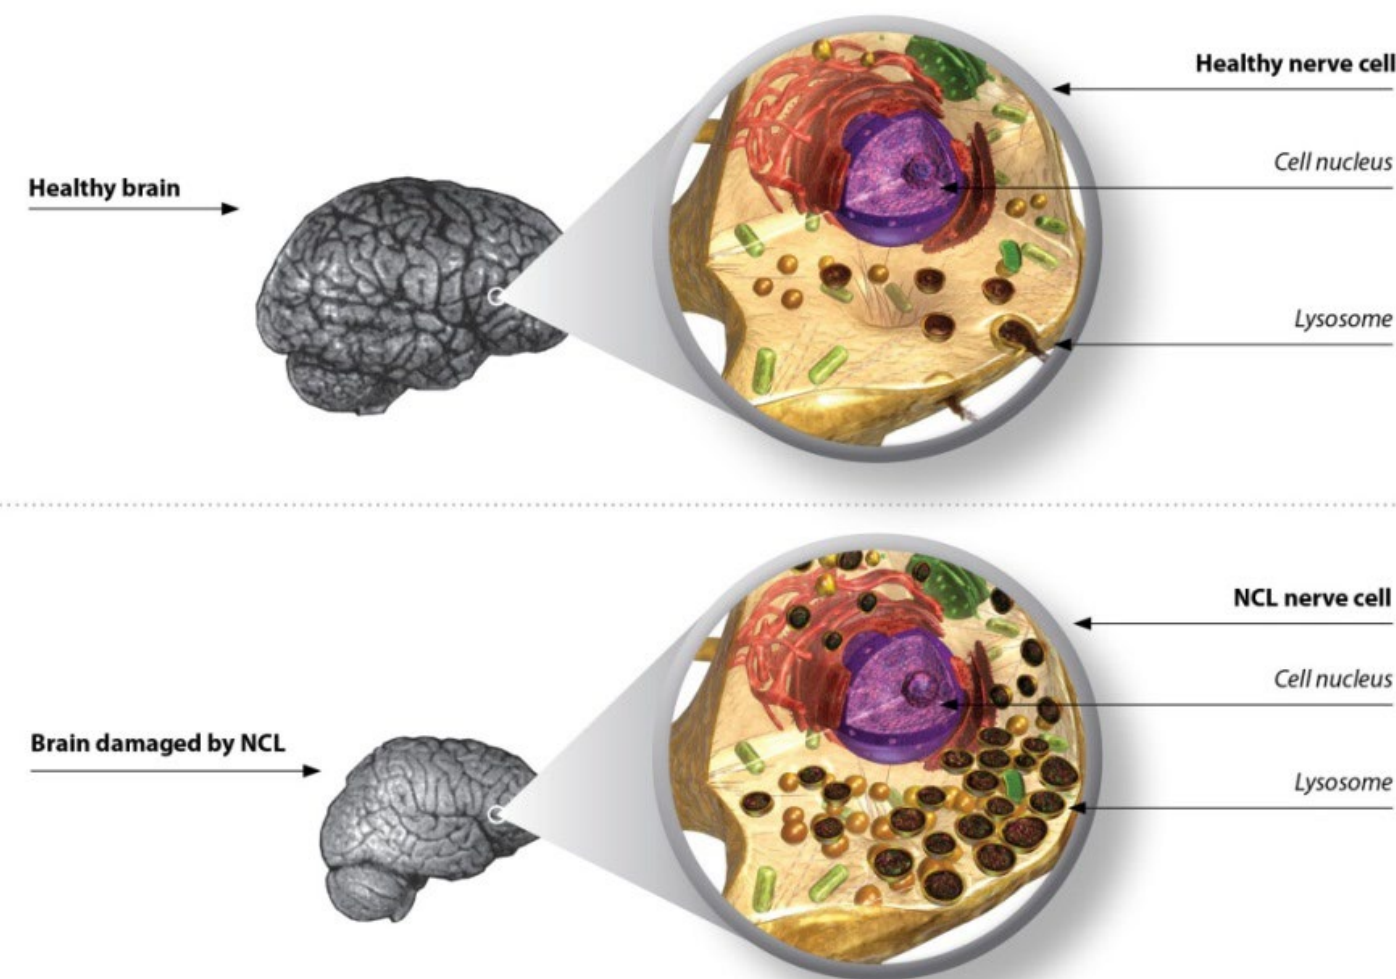 Healthy nerve cell
Cell nucleus
Healthy brain
Lysosome
NCL nerve cell
Cell nucleus
Brain damaged by NCL
Lysosome